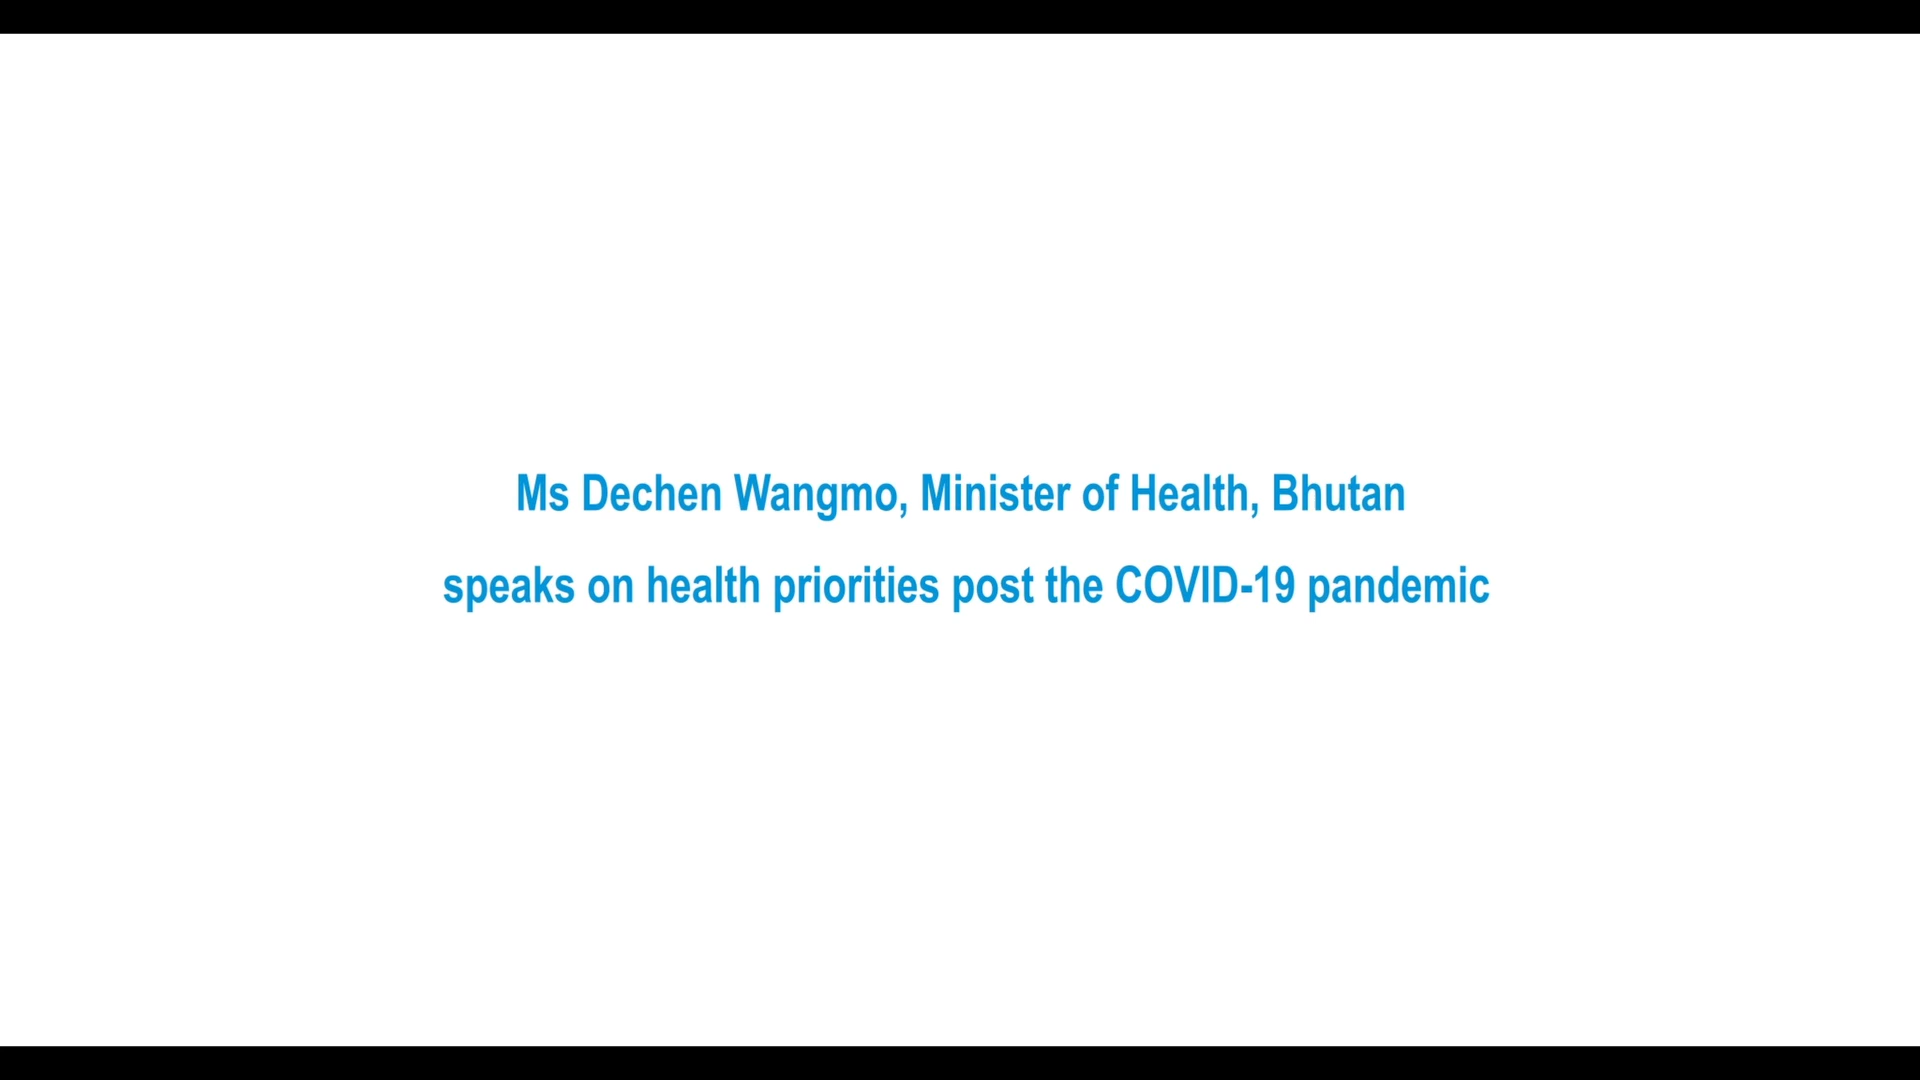 Ms Dechen Wangmo, Minister of Health, Bhutan
speaks on health priorities post the COVID-19 pandemic